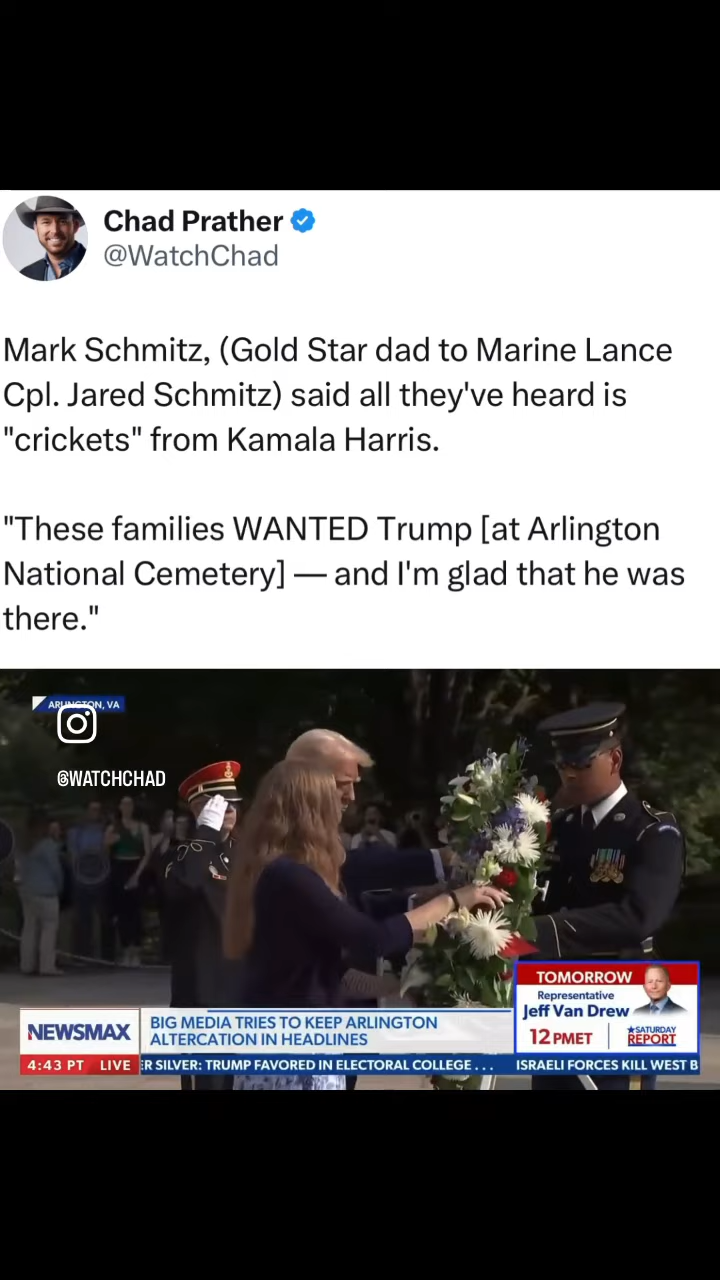 Chad Prather
@WatchChad
Mark Schmitz, (Gold Star dad to Marine Lance
Cpl. Jared Schmitz) said all they've heard is
"crickets" from Kamala Harris.
"These families WANTED Trump [at Arlington
National Cemetery] — and I'm glad that he was
there."
ARLINGTON, VA
@WATCHCHAD
TOMORROW
Representative
Jeff Van Drew
12PMET
SATURDAY
REPORT
NEWSMAX
BIG MEDIA TRIES TO KEEP ARLINGTON
ALTERCATION IN HEADLINES
4:43 PT LIVE
ER SILVER: TRUMP FAVORED IN ELECTORAL COLLEGE . . . ISRAELI FORCES KILL WEST B